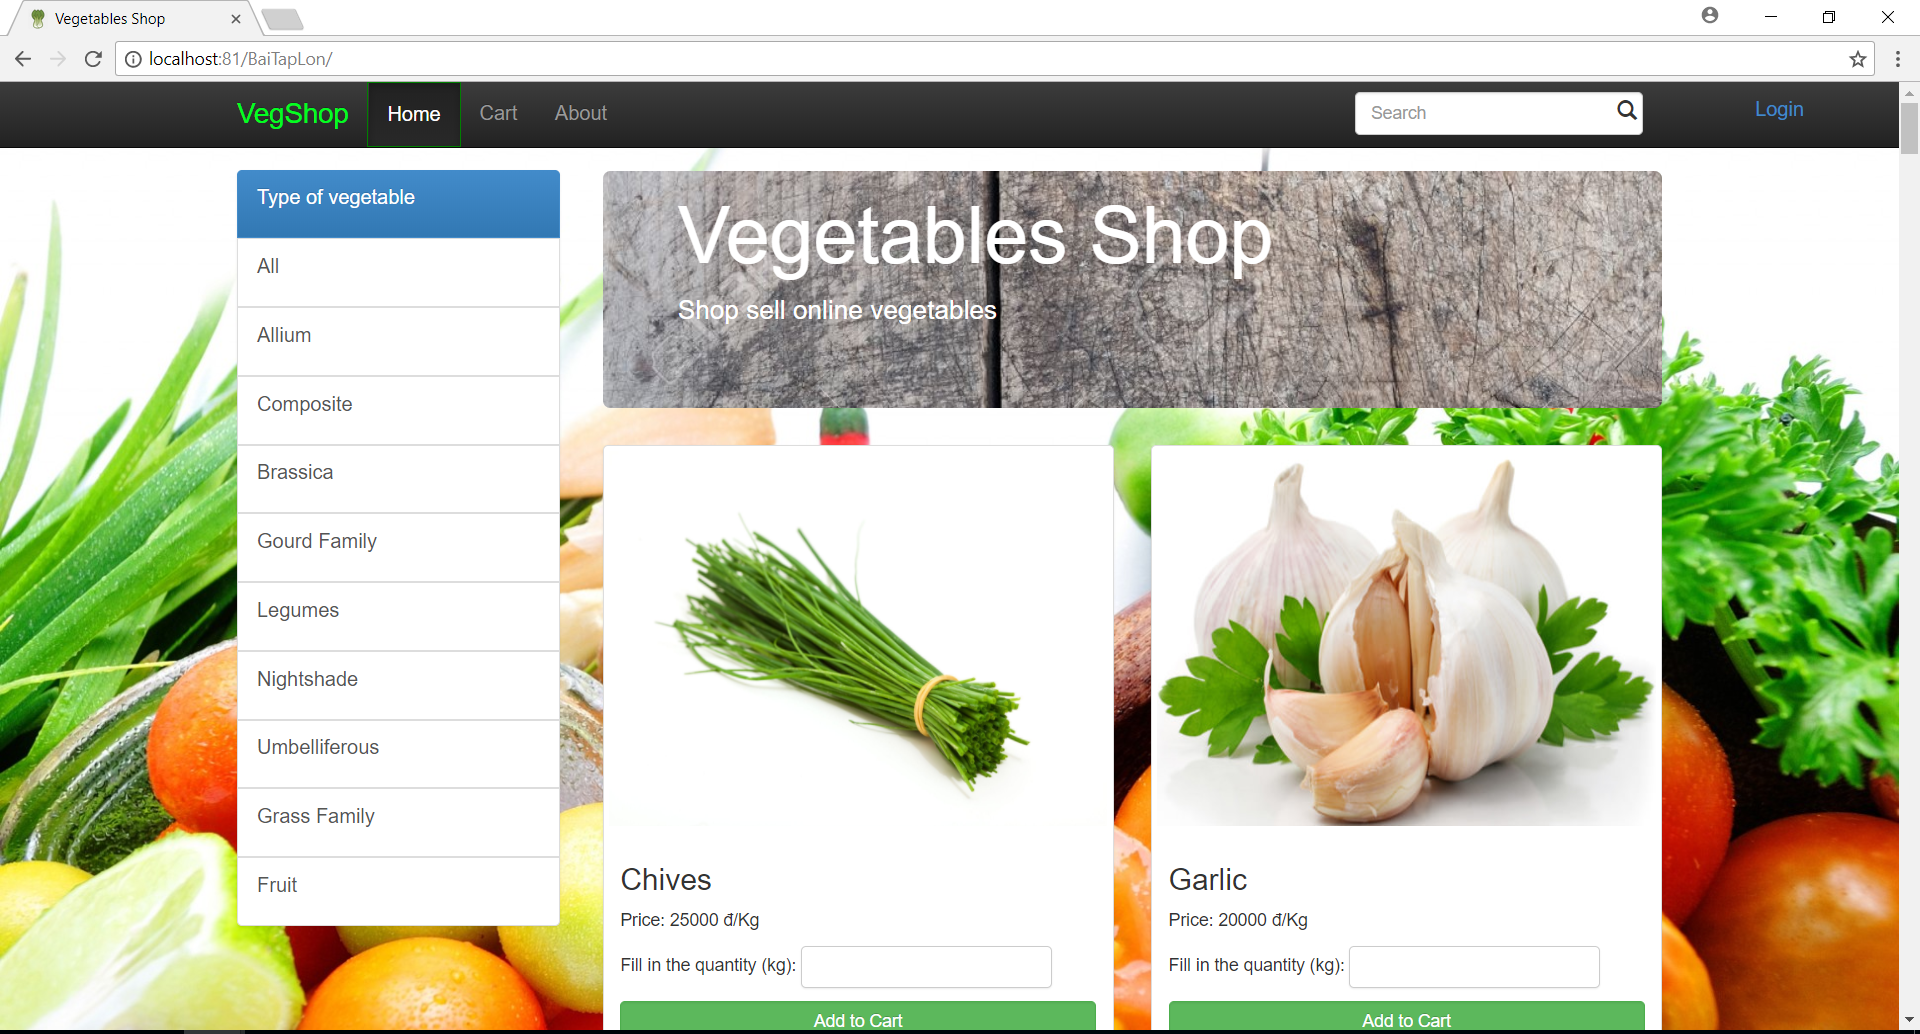 Vegetables Shop
localhost:81/BaiTapLon/
VegShop Home Cart About Search Login
Type of vegetable
All
Allium
Composite
Brassica
Gourd Family
Legumes
Nightshade
Umbelliferous
Grass Family
Fruit
Vegetables Shop
Shop sell online vegetables
Chives
Price: 25000 đ/Kg
Fill in the quantity (kg):
Add to Cart
Garlic
Price: 20000 đ/Kg
Fill in the quantity (kg):
Add to Cart